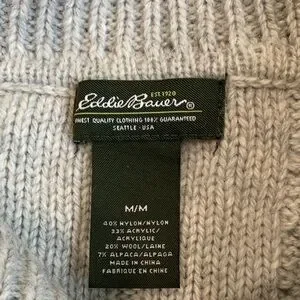 EST. 1920
Eddie Bauer®
FINEST QUALITY CLOTHING 100% GUARANTEED
SEATTLE · USA
M/M
40% NYLON/NYLON
33% ACRYLIC/
ACRYLIQUE
20% WOOL/LAINE
7% ALPACA/ALPAGA
MADE IN CHINA
FABRIQUE EN CHINE